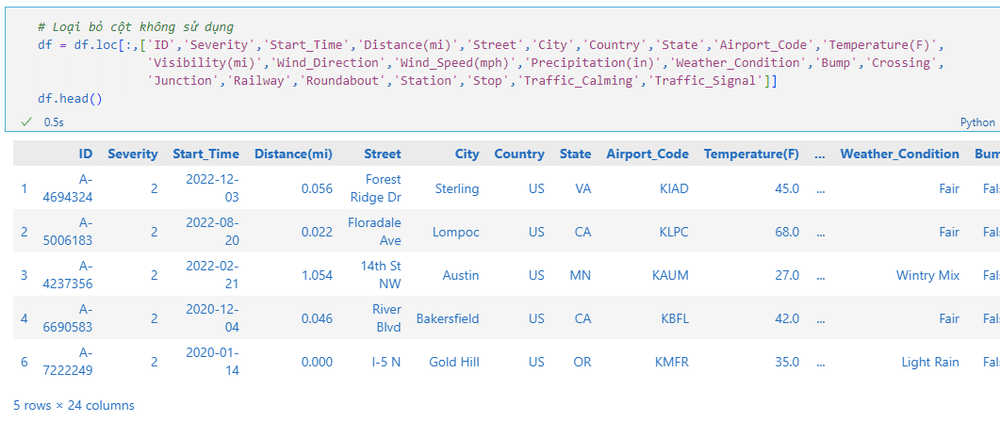 # Loại bỏ cột không sử dụng
df = df.loc[:,['ID','Severity','Start_Time','Distance(mi)','Street','City','Country','State','Airport_Code','Temperature(F)',
'Visibility(mi)','Wind_Direction','Wind_Speed(mph)','Precipitation(in)','Weather_Condition','Bump','Crossing',
'Junction','Railway','Roundabout','Station','Stop','Traffic_Calming','Traffic_Signal']]
df.head()
0.5s Python
ID Severity Start_Time Distance(mi) Street City Country State Airport_Code Temperature(F) ... Weather_Condition Bum
1 A-4694324 2 2022-12-03 0.056 Forest Ridge Dr Sterling US VA KIAD 45.0 ... Fair Fal
2 A-5006183 2 2022-08-20 0.022 Floradale Ave Lompoc US CA KLPC 68.0 ... Fair Fal
3 A-4237356 2 2022-02-21 1.054 14th St NW Austin US MN KAUM 27.0 ... Wintry Mix Fal
4 A-6690583 2 2020-12-04 0.046 River Blvd Bakersfield US CA KBFL 42.0 ... Fair Fal
6 A-7222249 2 2020-01-14 0.000 I-5 N Gold Hill US OR KMFR 35.0 ... Light Rain Fal
5 rows × 24 columns